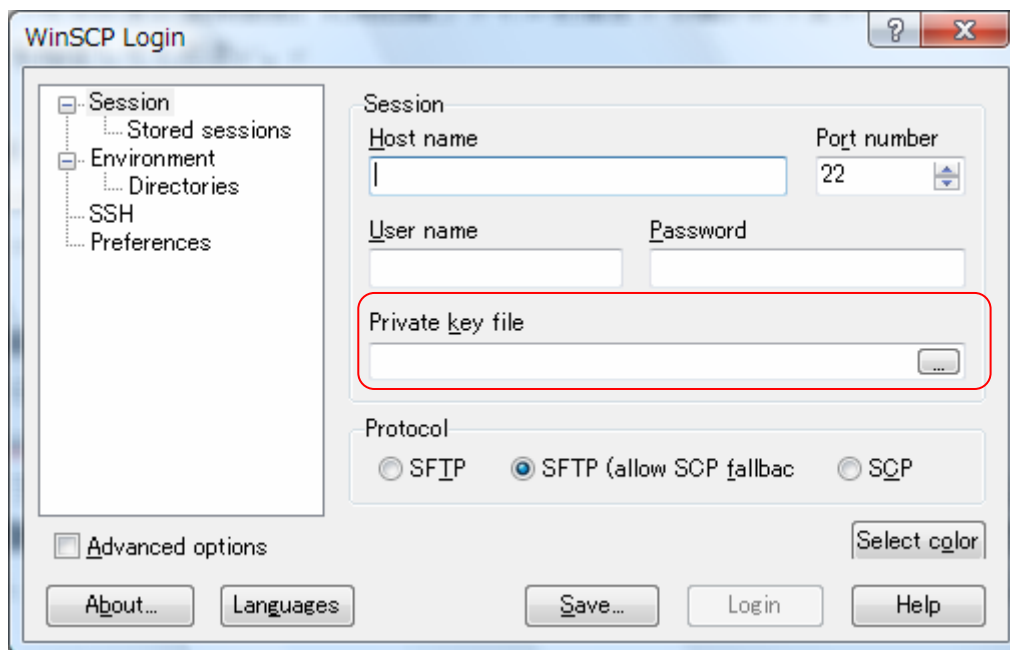 WinSCP Login
Session
Stored sessions
Environment
Directories
SSH
Preferences
Session
Host name
Port number
22
User name
Password
Private key file
...
Protocol
SFTP
SFTP (allow SCP fallbac
SCP
Advanced options
Select color
About...
Languages
Save...
Login
Help